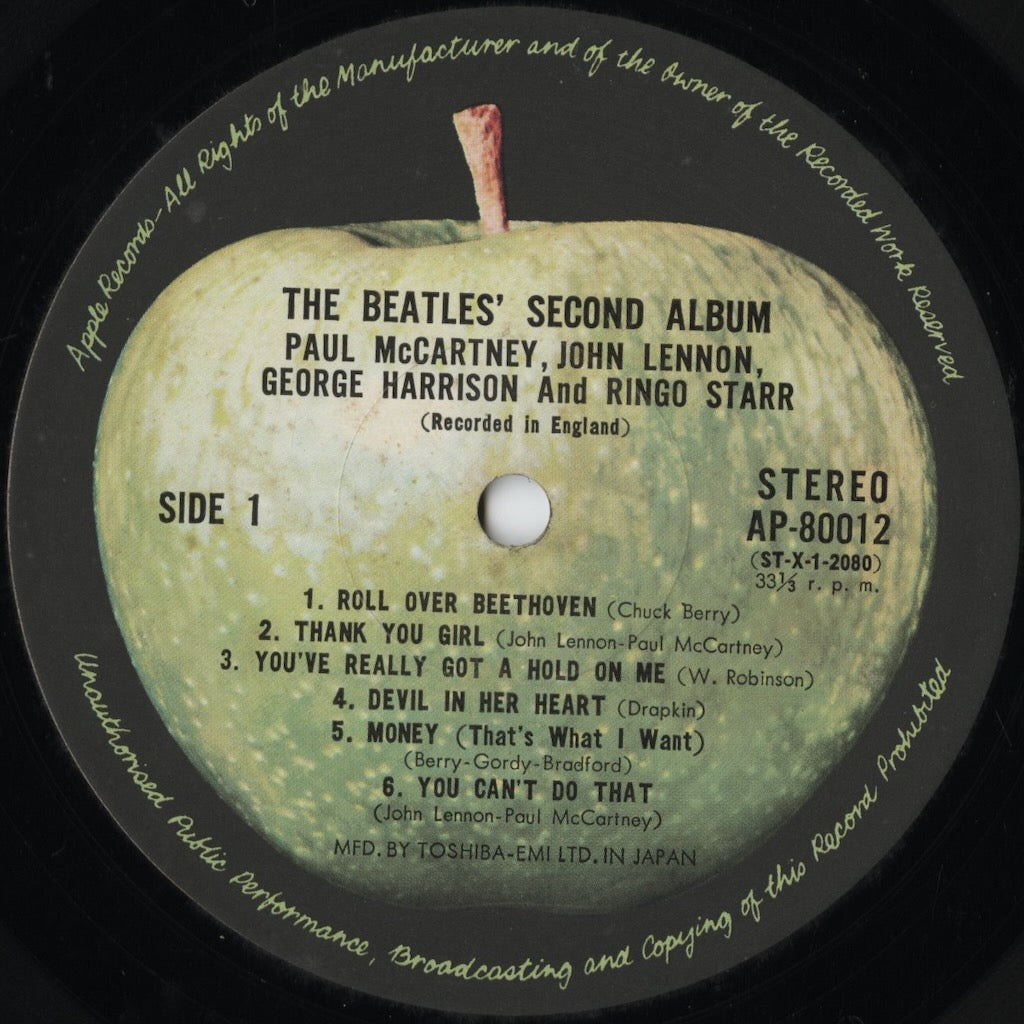 Apple Records-All Rights of the Manufacturer and of the Owner of the Recorded Work Reserved
THE BEATLES' SECOND ALBUM
PAUL McCARTNEY, JOHN LENNON,
GEORGE HARRISON And RINGO STARR
(Recorded in England)
SIDE 1
STEREO
AP-80012
(ST-X-1-2080)
33⅓ r. p. m.
1. ROLL OVER BEETHOVEN (Chuck Berry)
2. THANK YOU GIRL (John Lennon-Paul McCartney)
3. YOU'VE REALLY GOT A HOLD ON ME (W. Robinson)
4. DEVIL IN HER HEART (Drapkin)
5. MONEY (That's What I Want)
(Berry-Gordy-Bradford)
6. YOU CAN'T DO THAT
(John Lennon-Paul McCartney)
MFD. BY TOSHIBA-EMI LTD. IN JAPAN
Unauthorised Public Performance, Broadcasting and Copying of this Record Prohibited